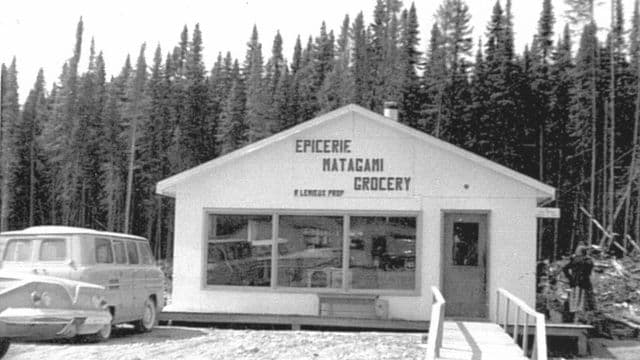 EPICERIE
MATAGAMI
GROCERY
R LEMIEUX PROP